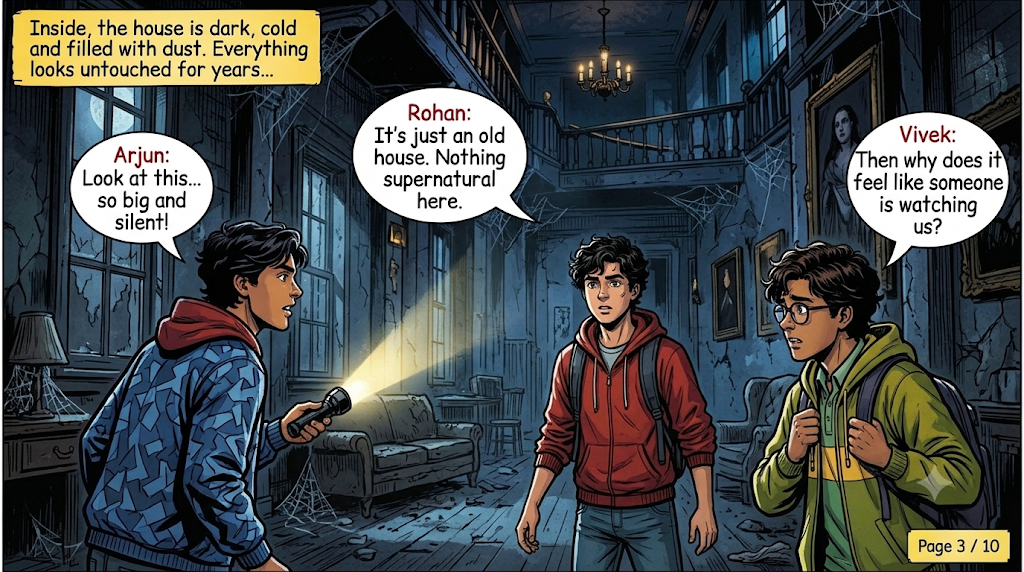 Inside, the house is dark, cold
and filled with dust. Everything
looks untouched for years...
Arjun:
Look at this...
so big and
silent!
Rohan:
It's just an old
house. Nothing
supernatural
here.
Vivek:
Then why does it
feel like someone
is watching
us?
Page 3 / 10